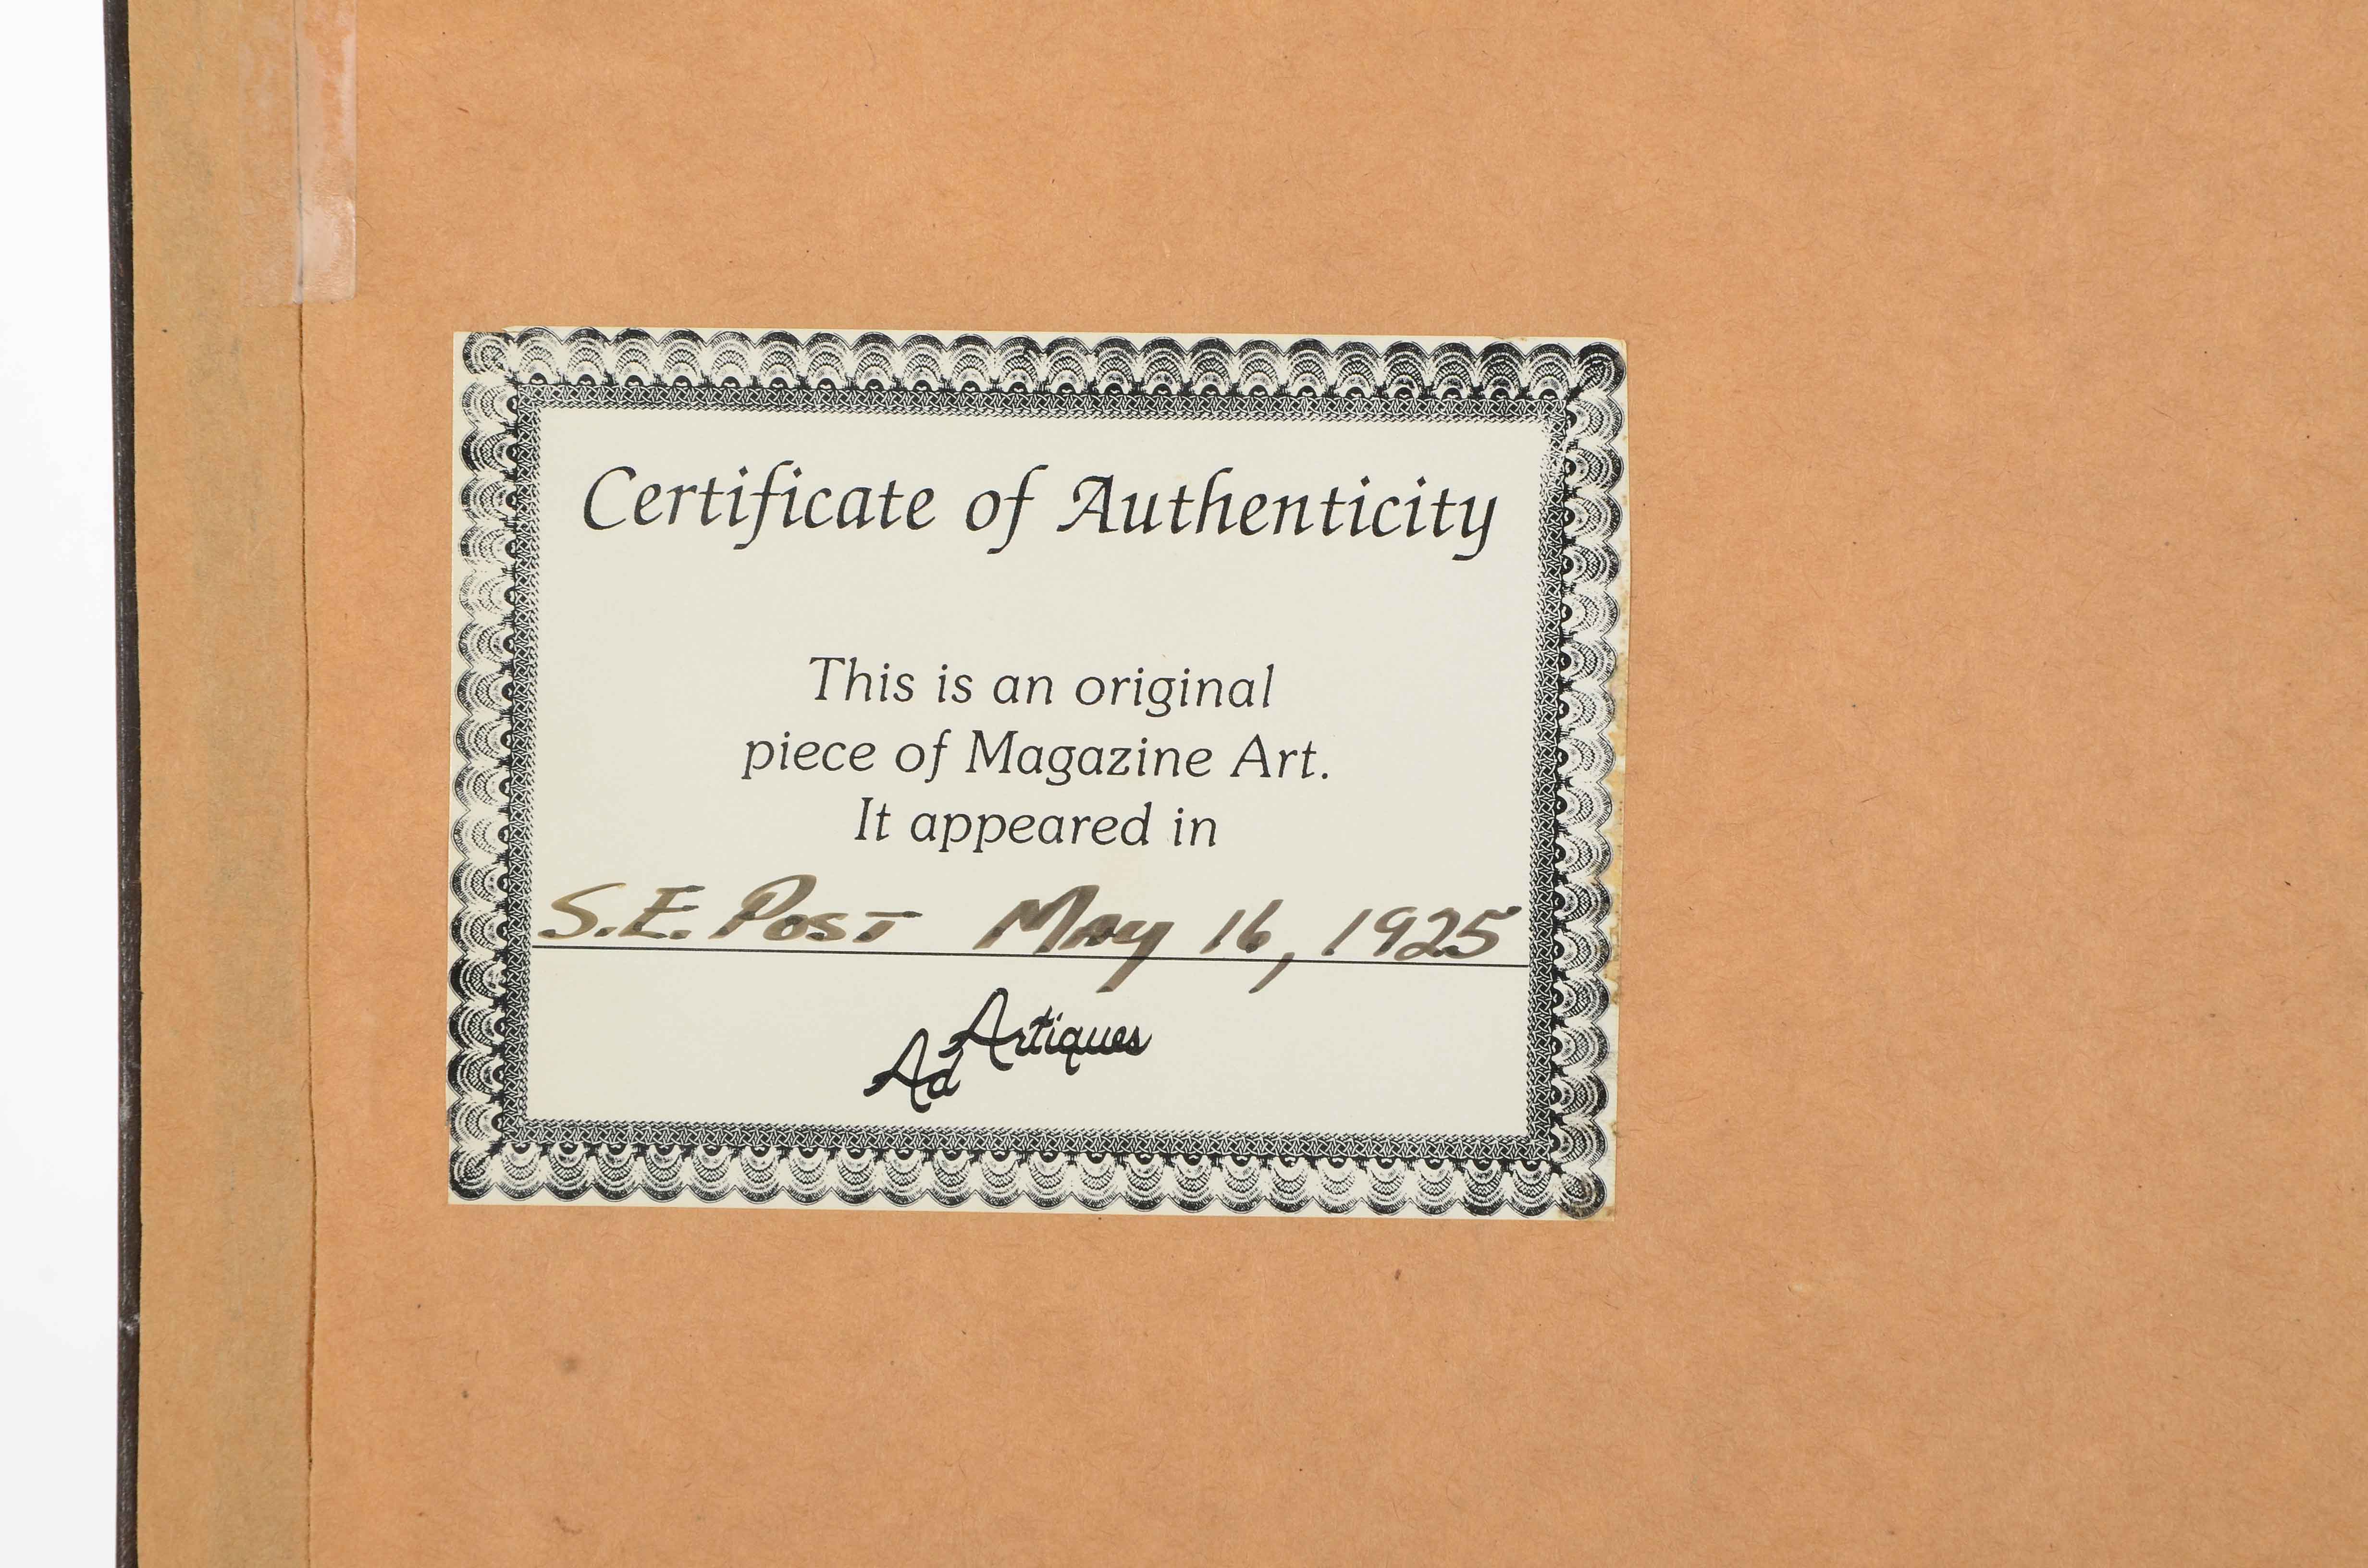 Certificate of Authenticity
This is an original
piece of Magazine Art.
It appeared in
S.E. Post May 16, 1925
Ad Artiques